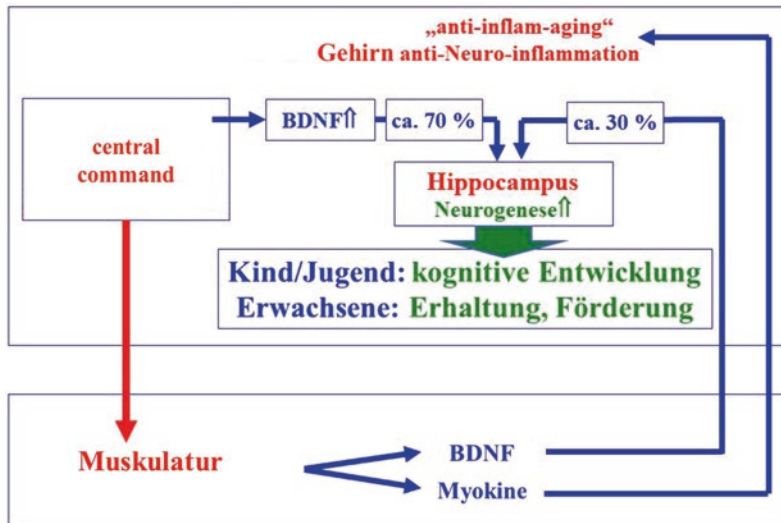 „anti-inflam-aging“
Gehirn anti-Neuro-inflammation
central
command
BDNF⇑
ca. 70 %
ca. 30 %
Hippocampus
Neurogenese⇑
Kind/Jugend: kognitive Entwicklung
Erwachsene: Erhaltung, Förderung
Muskulatur
BDNF
Myokine